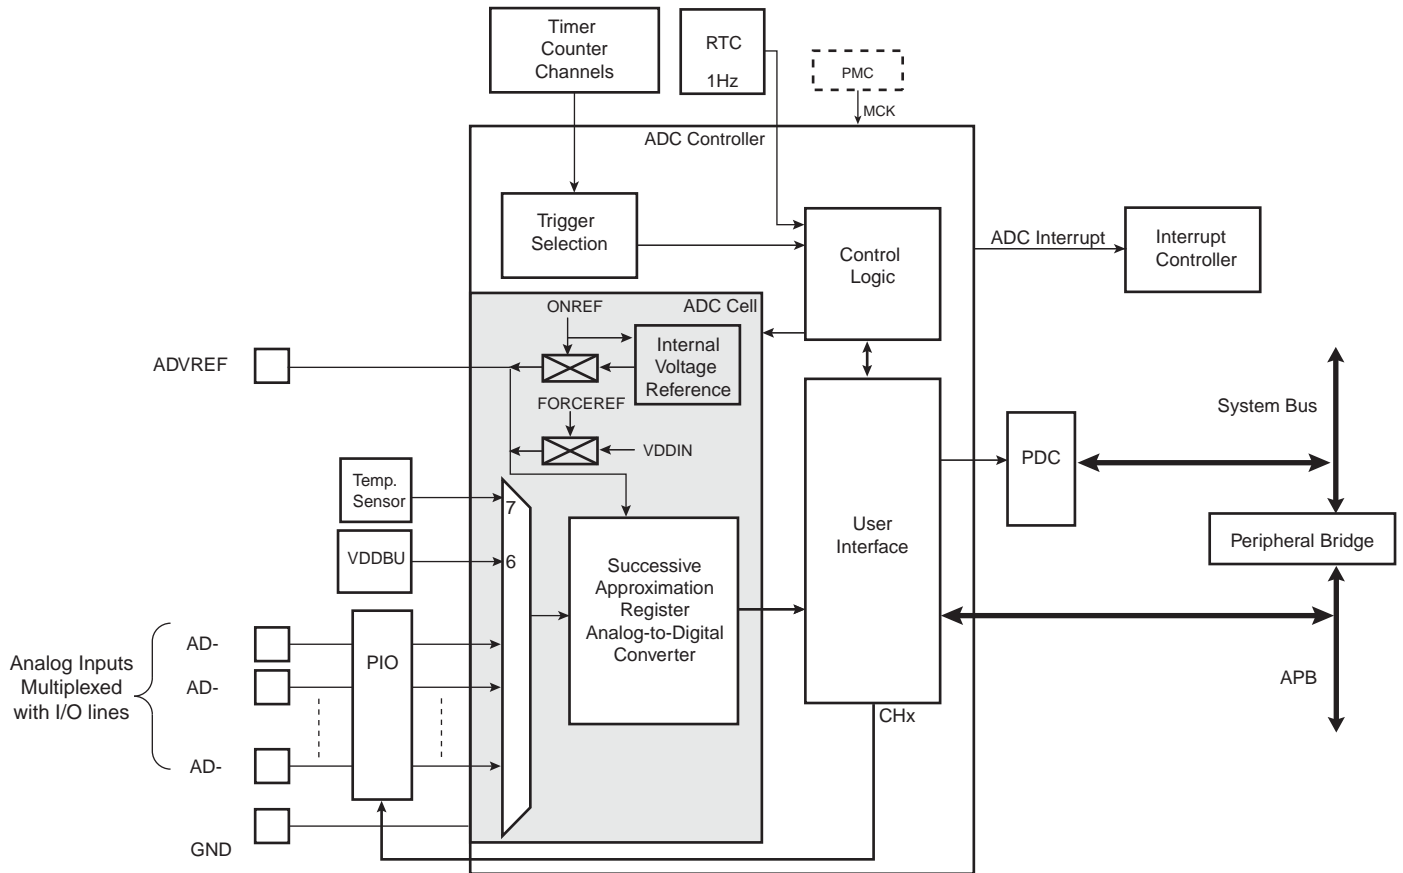 Timer
Counter
Channels
RTC
1Hz
PMC
MCK
ADC Controller
Trigger
Selection
Control
Logic
ADC Interrupt
Interrupt
Controller
ONREF
ADC Cell
ADVREF
Internal
Voltage
Reference
FORCEREF
VDDIN
System Bus
PDC
Temp.
Sensor
7
VDDBU
6
User
Interface
Peripheral Bridge
Successive
Approximation
Register
Analog-to-Digital
Converter
Analog Inputs
Multiplexed
with I/O lines
AD-
AD-
AD-
PIO
APB
CHx
GND